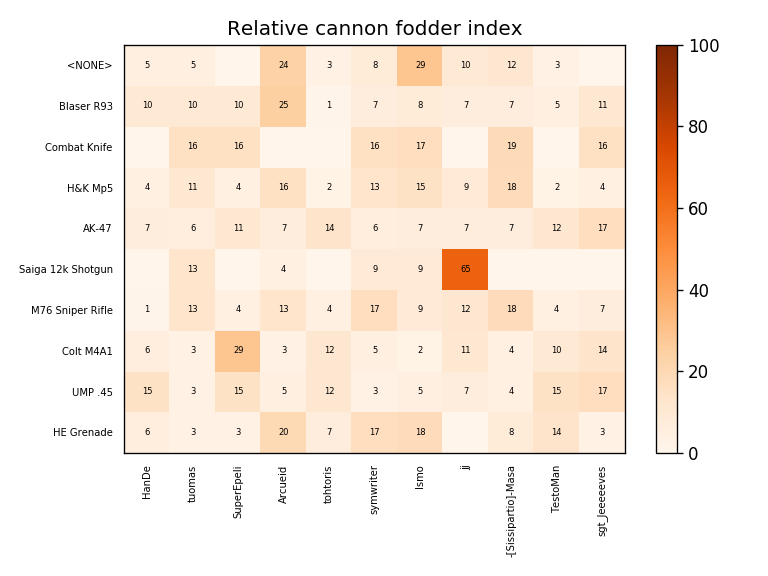 Relative cannon fodder index
<NONE> 5 5 24 3 8 29 10 12 3
Blaser R93 10 10 10 25 1 7 8 7 7 5 11
Combat Knife 16 16 16 17 19 16
H&K Mp5 4 11 4 16 2 13 15 9 18 2 4
AK-47 7 6 11 7 14 6 7 7 7 12 17
Saiga 12k Shotgun 13 4 9 9 65
M76 Sniper Rifle 1 13 4 13 4 17 9 12 18 4 7
Colt M4A1 6 3 29 3 12 5 2 11 4 10 14
UMP .45 15 3 15 5 12 3 5 7 4 15 17
HE Grenade 6 3 3 20 7 17 18 8 14 3
HanDe
tuomas
SuperEpeli
Arcueid
tohtoris
symwriter
Ismo
jj
-[Sissipartio]-Masa
TestoMan
sgt_Jeeeeeves
100
80
60
40
20
0